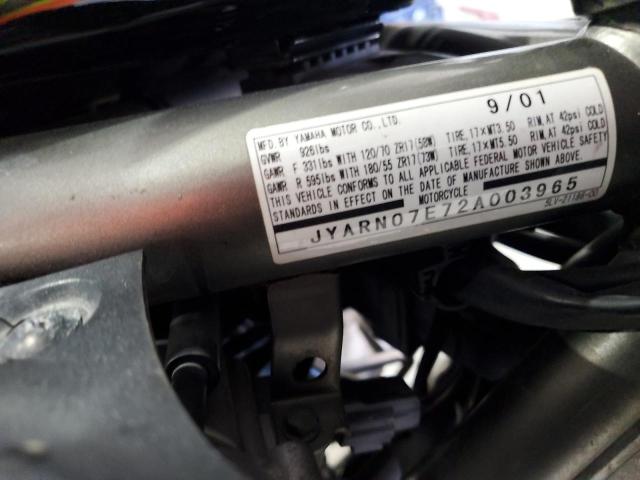 9/01
MFD. BY YAMAHA MOTOR CO., LTD.
GVWR 926lbs
GAWR F 331lbs WITH 120/70 ZR17(58W) TIRE, 17×MT3.50 RIM, AT 42psi COLD
GAWR R 595lbs WITH 180/55 ZR17(73W) TIRE, 17×MT5.50 RIM, AT 42psi COLD
THIS VEHICLE CONFORMS TO ALL APPLICABLE FEDERAL MOTOR VEHICLE SAFETY
STANDARDS IN EFFECT ON THE DATE OF MANUFACTURE SHOWN ABOVE.
MOTORCYCLE
JYARN07E72A003965
5LV-21186-00